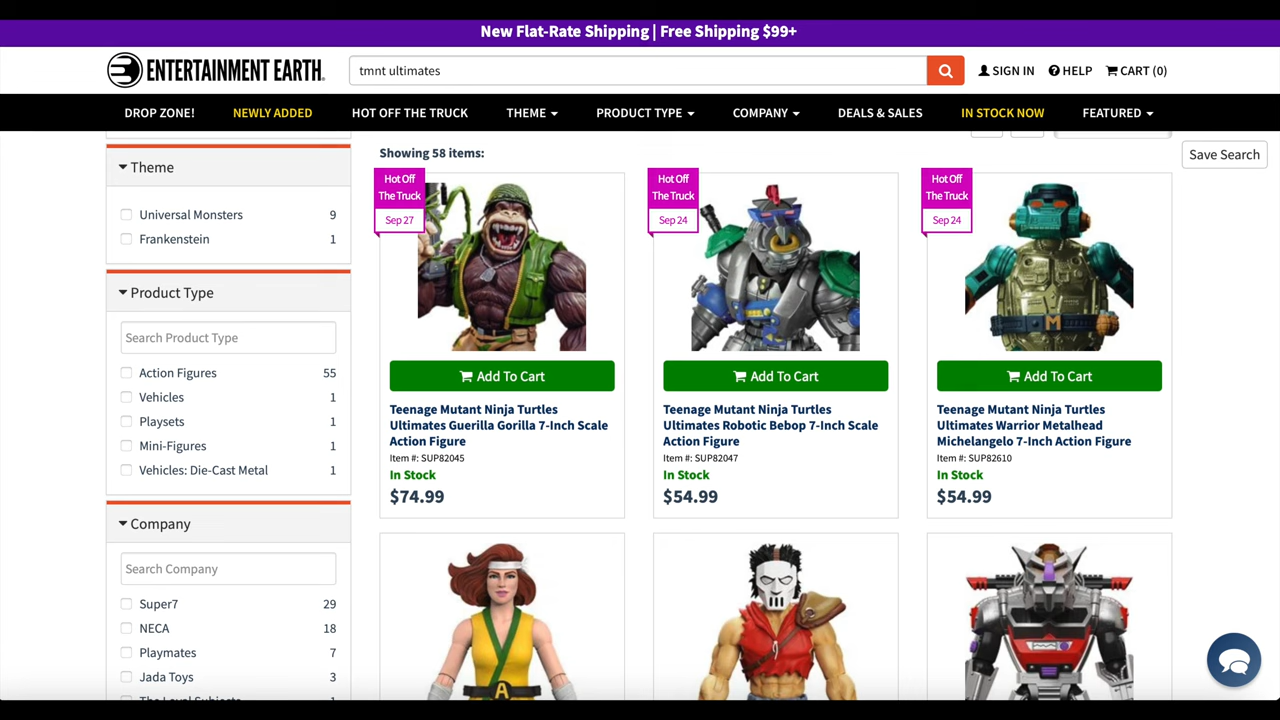 New Flat-Rate Shipping | Free Shipping $99+
ENTERTAINMENT EARTH
tmnt ultimates
SIGN IN
HELP
CART (0)
DROP ZONE!
NEWLY ADDED
HOT OFF THE TRUCK
THEME
PRODUCT TYPE
COMPANY
DEALS & SALES
IN STOCK NOW
FEATURED
Showing 58 items:
Save Search
Theme
Universal Monsters 9
Frankenstein 1
Product Type
Search Product Type
Action Figures 55
Vehicles 1
Playsets 1
Mini-Figures 1
Vehicles: Die-Cast Metal 1
Company
Search Company
Super7 29
NECA 18
Playmates 7
Jada Toys 3
Hot Off
The Truck
Sep 27
Add To Cart
Teenage Mutant Ninja Turtles
Ultimates Guerilla Gorilla 7-Inch Scale
Action Figure
Item #: SUP82045
In Stock
$74.99
Hot Off
The Truck
Sep 24
Add To Cart
Teenage Mutant Ninja Turtles
Ultimates Robotic Bebop 7-Inch Scale
Action Figure
Item #: SUP82047
In Stock
$54.99
Hot Off
The Truck
Sep 24
M
Add To Cart
Teenage Mutant Ninja Turtles
Ultimates Warrior Metalhead
Michelangelo 7-Inch Action Figure
Item #: SUP82610
In Stock
$54.99
A